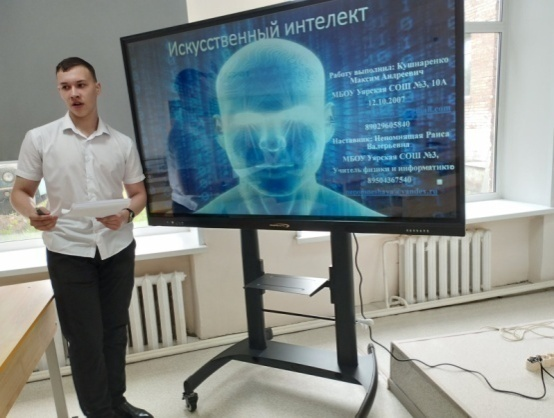 Искусственный интелект
Работу выполнил: Кушнаренко
Максим Андреевич
МБОУ Уярская СОШ №3, 10А
12.10.2007
89029605840
Наставник: Непомнящая Раиса
Валерьевна
МБОУ Уярская СОШ №3,
Учитель физики и информатики
89504367540